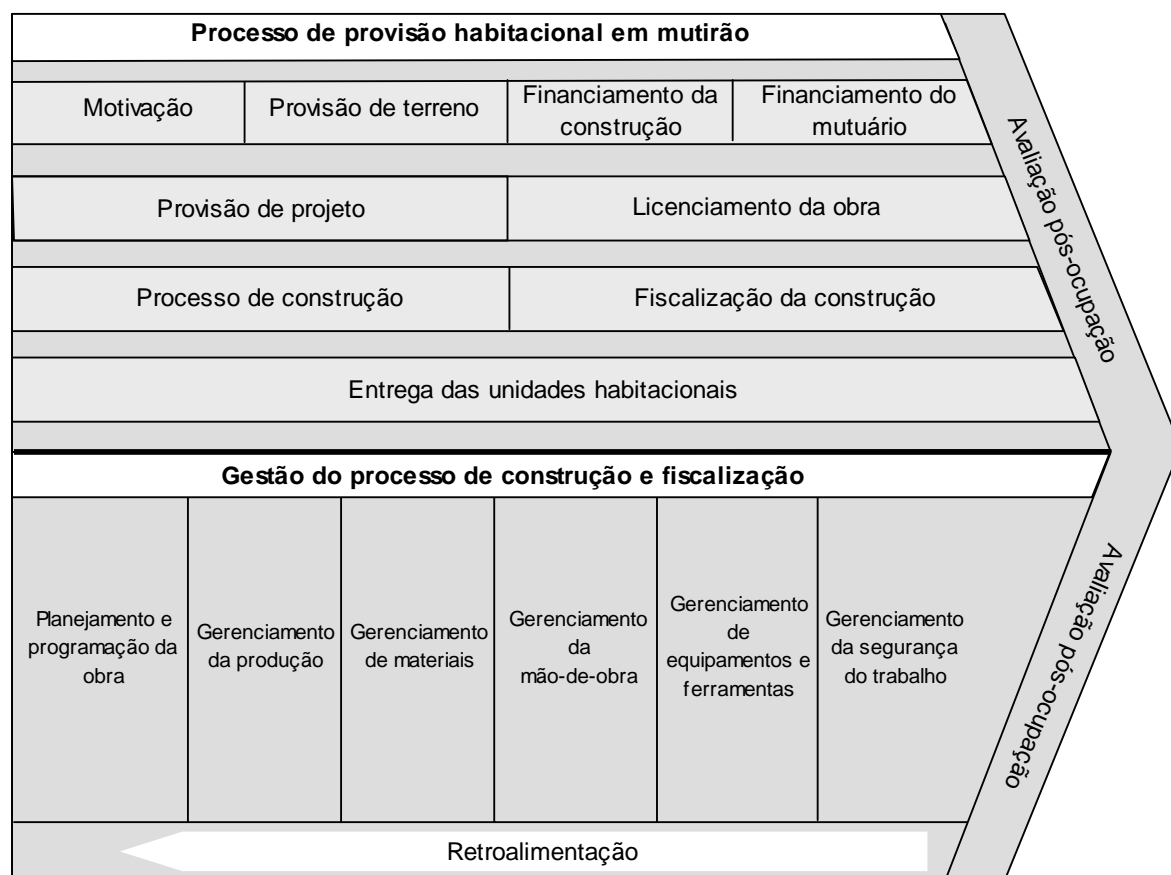 Processo de provisão habitacional em mutirão
Motivação
Provisão de terreno
Financiamento da
construção
Financiamento do
mutuário
Provisão de projeto
Licenciamento da obra
Processo de construção
Fiscalização da construção
Entrega das unidades habitacionais
Avaliação pós-ocupação
Gestão do processo de construção e fiscalização
Planejamento e
programação da
obra
Gerenciamento
da produção
Gerenciamento
de materiais
Gerenciamento
da
mão-de-obra
Gerenciamento
de
equipamentos e
ferramentas
Gerenciamento
da segurança
do trabalho
Avaliação pós-ocupação
Retroalimentação